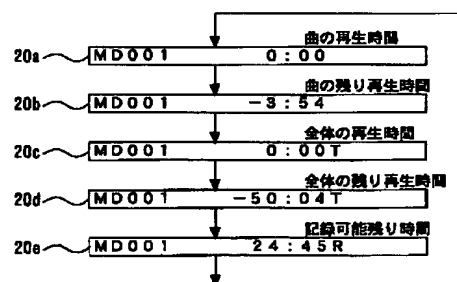 曲の再生時間
20a MD001 0:00
曲の残り再生時間
20b MD001 -3:54
全体の再生時間
20c MD001 0:00T
全体の残り再生時間
20d MD001 -50:04T
記録可能残り時間
20e MD001 24:45R